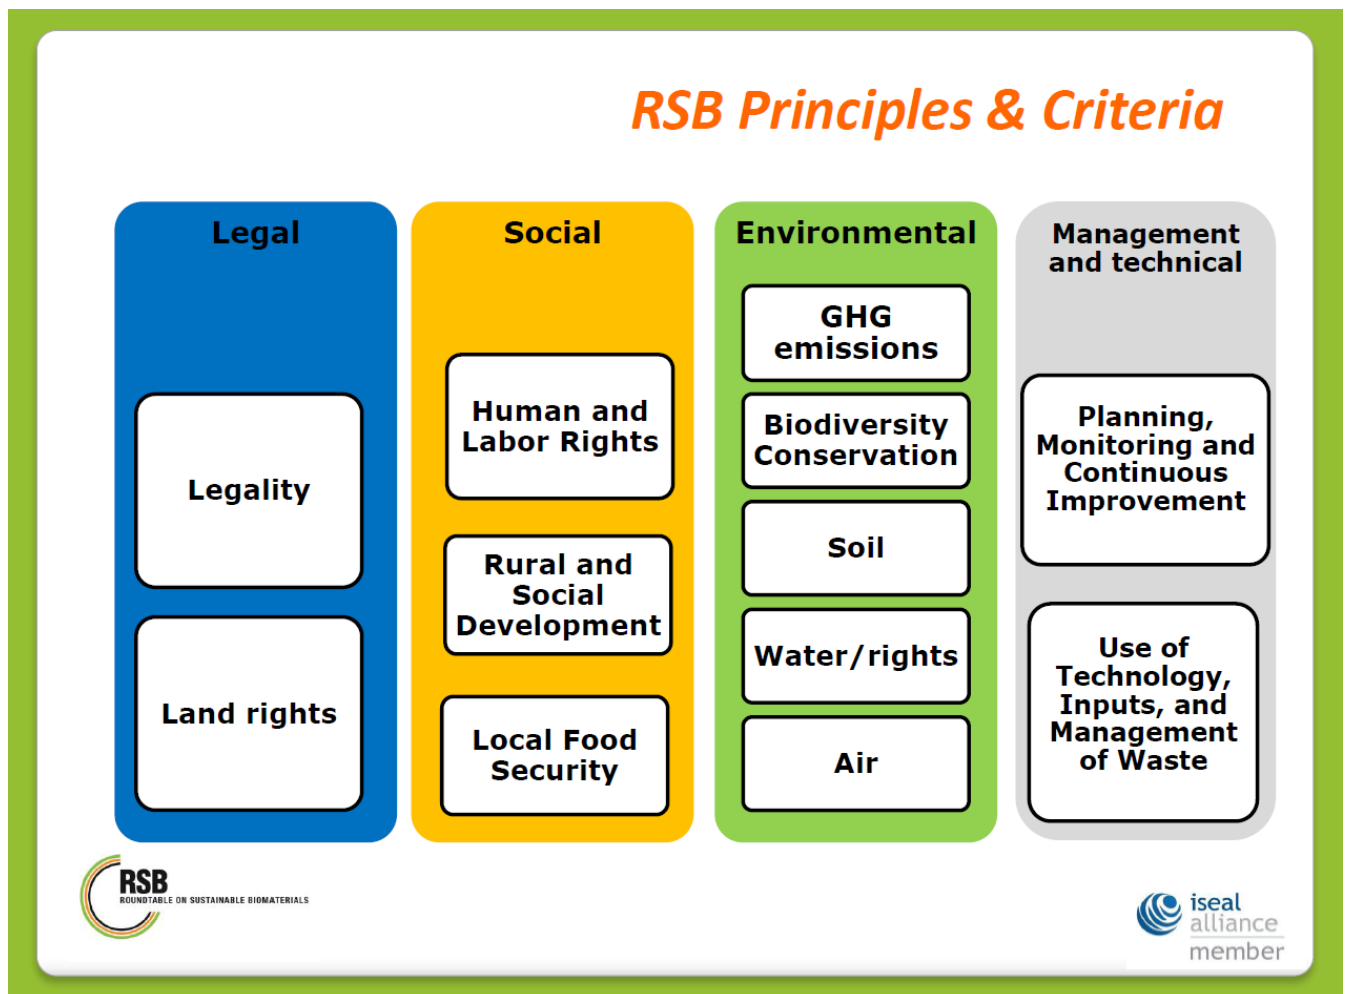 RSB Principles & Criteria
Legal
Legality
Land rights
Social
Human and
Labor Rights
Rural and
Social
Development
Local Food
Security
Environmental
GHG
emissions
Biodiversity
Conservation
Soil
Water/rights
Air
Management
and technical
Planning,
Monitoring and
Continuous
Improvement
Use of
Technology,
Inputs, and
Management
of Waste
RSB
ROUNDTABLE ON SUSTAINABLE BIOMATERIALS
iseal
alliance
member